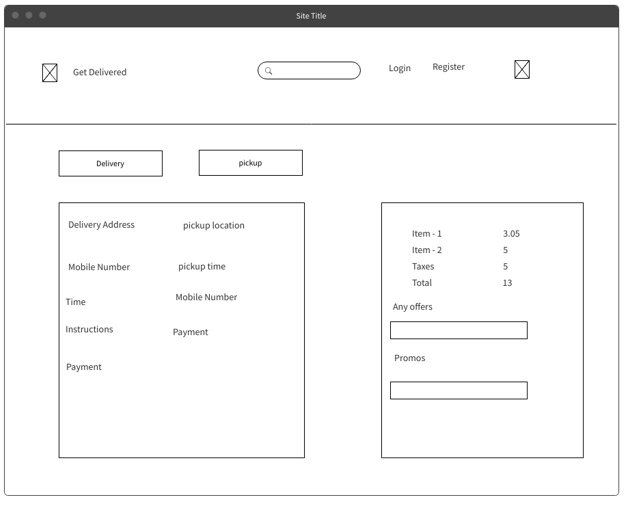 Site Title
Get Delivered
Login
Register
Delivery
pickup
Delivery Address
pickup location
Mobile Number
pickup time
Time
Mobile Number
Instructions
Payment
Payment
Item - 1 3.05
Item - 2 5
Taxes 5
Total 13
Any offers
Promos